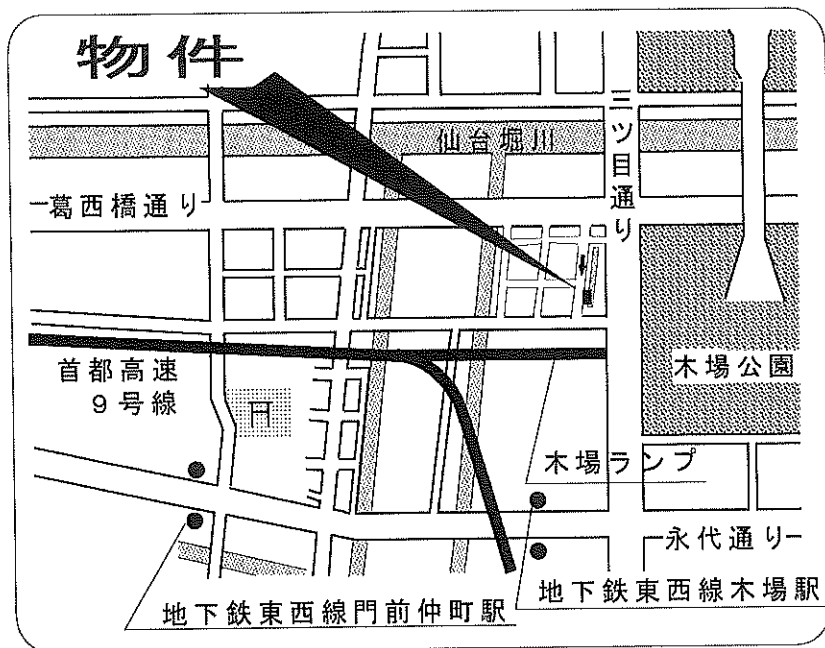 物件
仙台堀川
三ツ目通り
葛西橋通り
首都高速
9号線
木場公園
木場ランプ
永代通り
地下鉄東西線木場駅
地下鉄東西線門前仲町駅